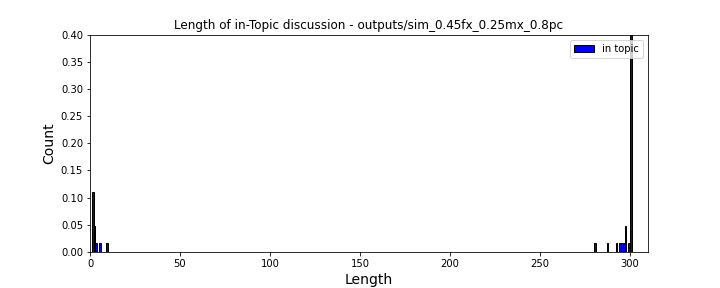 Length of in-Topic discussion - outputs/sim_0.45fx_0.25mx_0.8pc
in topic
Count
0.40
0.35
0.30
0.25
0.20
0.15
0.10
0.05
0.00
0 50 100 150 200 250 300
Length